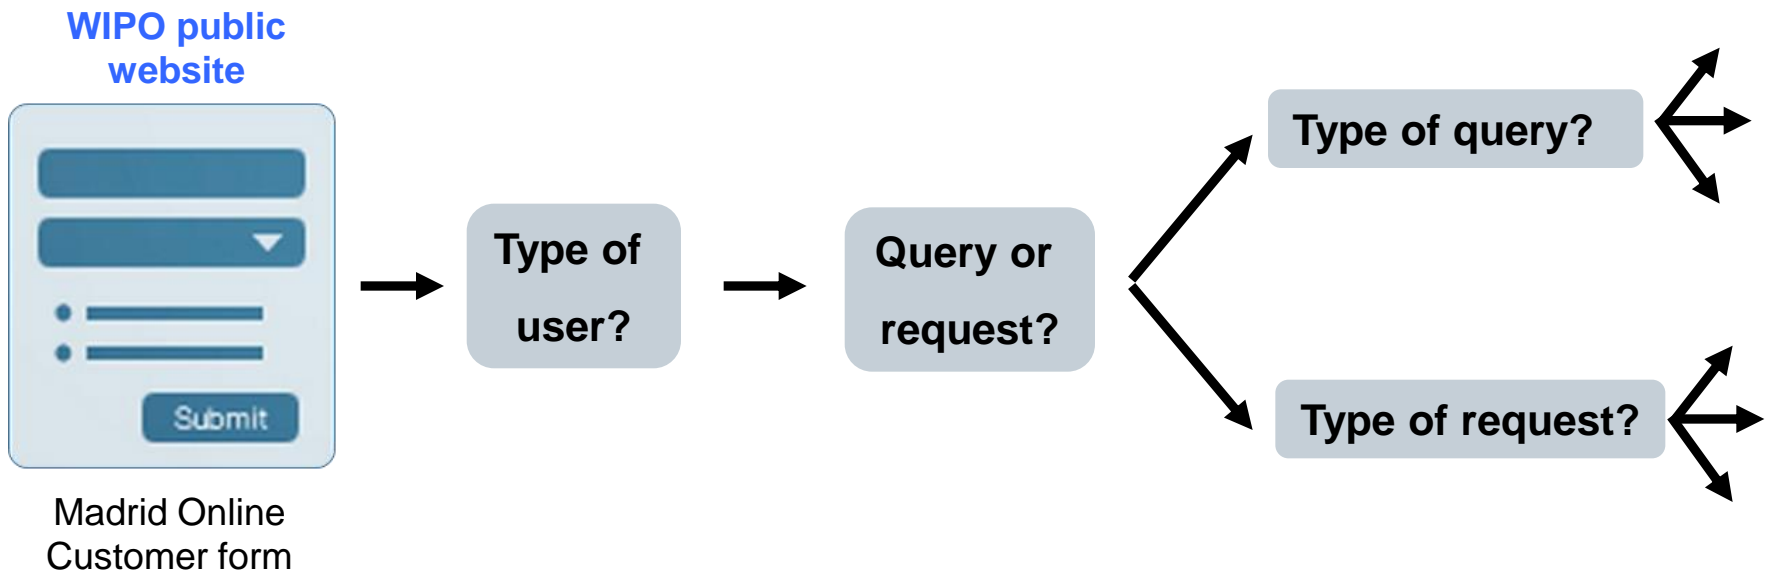 WIPO public
website
Submit
Madrid Online
Customer form
Type of
user?
Query or
request?
Type of query?
Type of request?